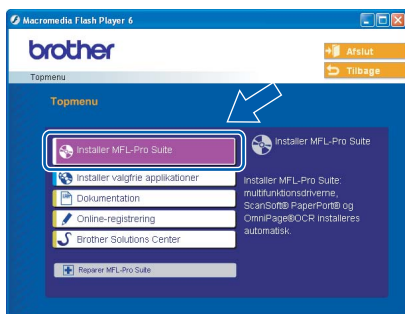 Macromedia Flash Player 6
brother
Afslut
Topmenu
Tilbage
Topmenu
Installer MFL-Pro Suite
Installer valgfrie applikationer
Dokumentation
Online-registrering
Brother Solutions Center
Reparer MFL-Pro Suite
Installer MFL-Pro Suite
Installer MFL-Pro Suite:
multifunktionsdriverne,
ScanSoft® PaperPort® og
OmniPage®OCR installeres
automatisk.